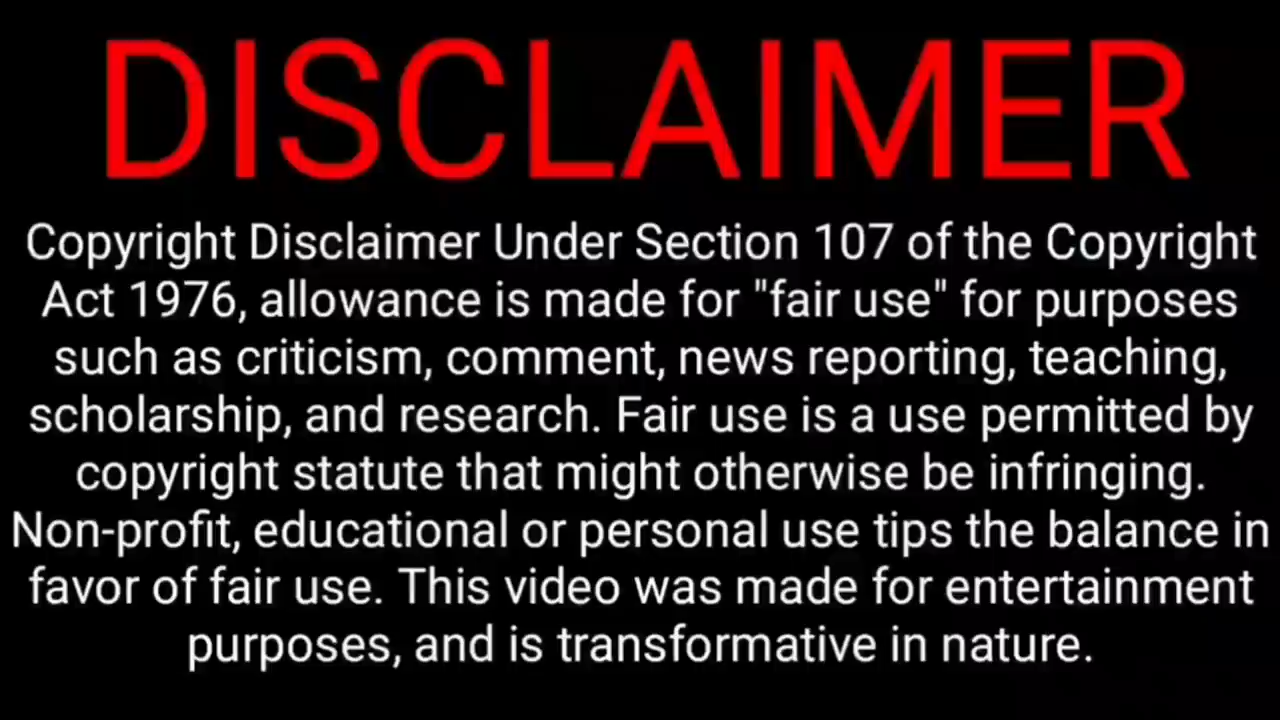 DISCLAIMER
Copyright Disclaimer Under Section 107 of the Copyright
Act 1976, allowance is made for "fair use" for purposes
such as criticism, comment, news reporting, teaching,
scholarship, and research. Fair use is a use permitted by
copyright statute that might otherwise be infringing.
Non-profit, educational or personal use tips the balance in
favor of fair use. This video was made for entertainment
purposes, and is transformative in nature.